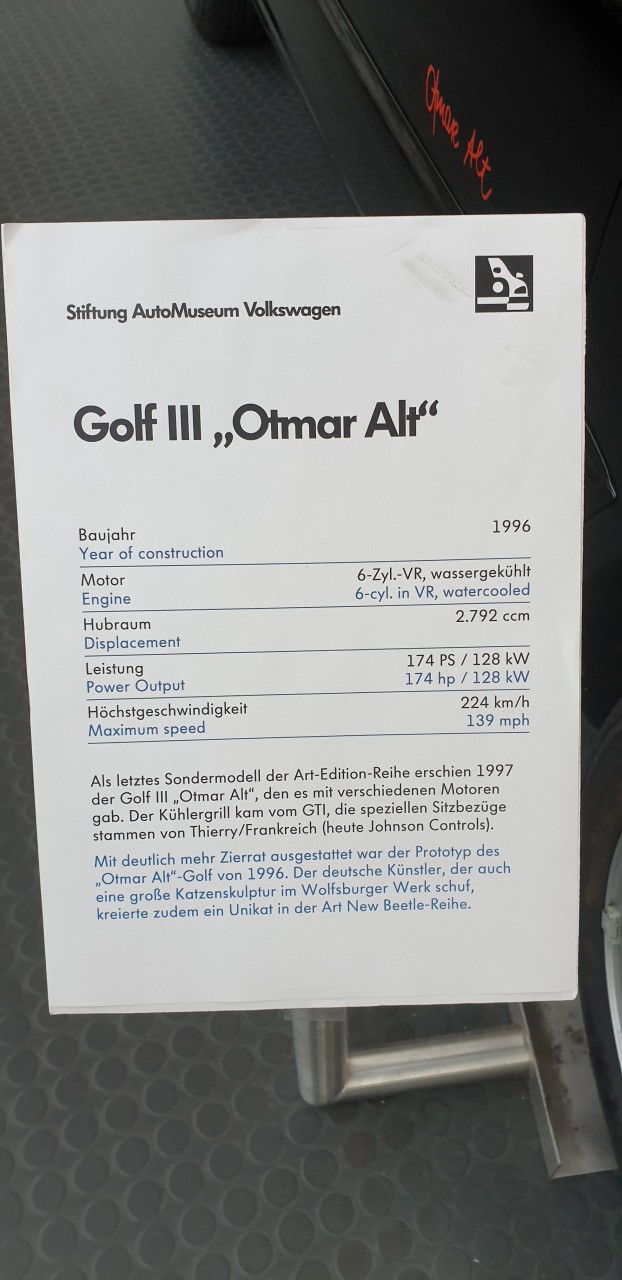 Otmar Alt
Stiftung AutoMuseum Volkswagen
Golf III „Otmar Alt“
Baujahr 1996
Year of construction
Motor 6-Zyl.-VR, wassergekühlt
Engine 6-cyl. in VR, watercooled
Hubraum 2.792 ccm
Displacement
Leistung 174 PS / 128 kW
Power Output 174 hp / 128 kW
Höchstgeschwindigkeit 224 km/h
Maximum speed 139 mph
Als letztes Sondermodell der Art-Edition-Reihe erschien 1997
der Golf III „Otmar Alt“, den es mit verschiedenen Motoren
gab. Der Kühlergrill kam vom GTI, die speziellen Sitzbezüge
stammen von Thierry/Frankreich (heute Johnson Controls).
Mit deutlich mehr Zierrat ausgestattet war der Prototyp des
„Otmar Alt“-Golf von 1996. Der deutsche Künstler, der auch
eine große Katzenskulptur im Wolfsburger Werk schuf,
kreierte zudem ein Unikat in der Art New Beetle-Reihe.